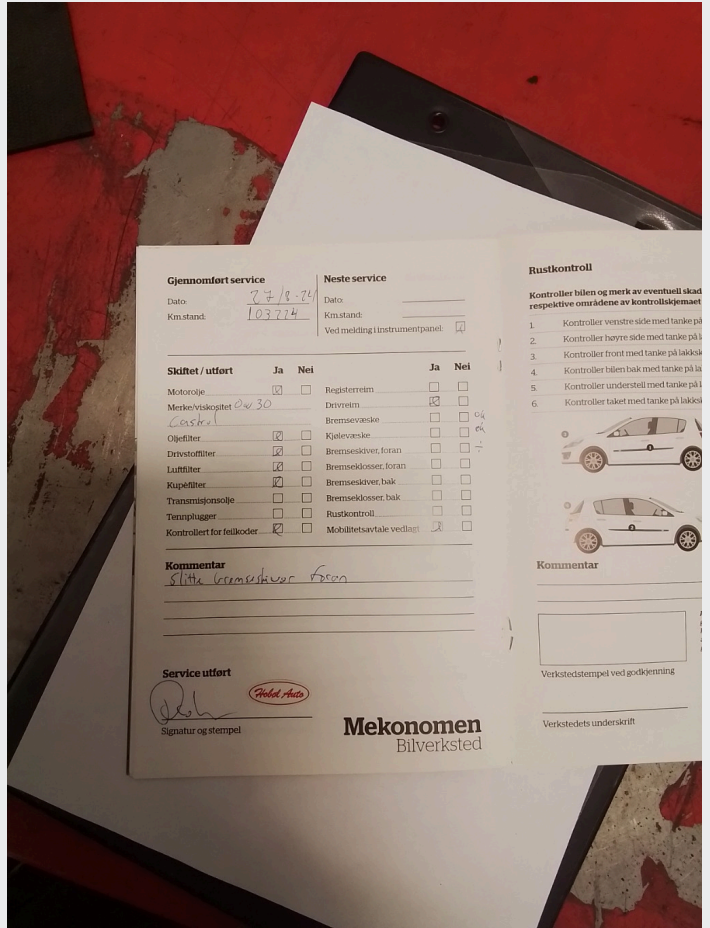 Gjennomført service
Dato: 27/8-24
Km.stand: 103224
Neste service
Dato:
Km.stand:
Ved melding i instrumentpanel:
Skiftet / utført Ja Nei
Motorolje
Merke/viskositet 0w30
Castrol
Oljefilter
Drivstoffilter
Luftfilter
Kupéfilter
Transmisjonsolje
Tennplugger
Kontrollert for feilkoder
Ja Nei
Registerreim
Drivreim
Bremsevæske ok
Kjølevæske ok
Bremseskiver, foran -
Bremseklosser, foran
Bremseskiver, bak
Bremseklosser, bak
Rustkontroll
Mobilitetsavtale vedlagt
Kommentar
Slitte bremseskiver foran
Service utført
Hobøl Auto
Signatur og stempel
Mekonomen
Bilverksted
Rustkontroll
Kontroller bilen og merk av eventuell skad
respektive områdene av kontrollskjemaet
1. Kontroller venstre side med tanke på l
2. Kontroller høyre side med tanke på l
3. Kontroller front med tanke på lakksk
4. Kontroller bilen bak med tanke på l
5. Kontroller understell med tanke på l
6. Kontroller taket med tanke på lakks
Kommentar
Verkstedstempel ved godkjenning
Verkstedets underskrift